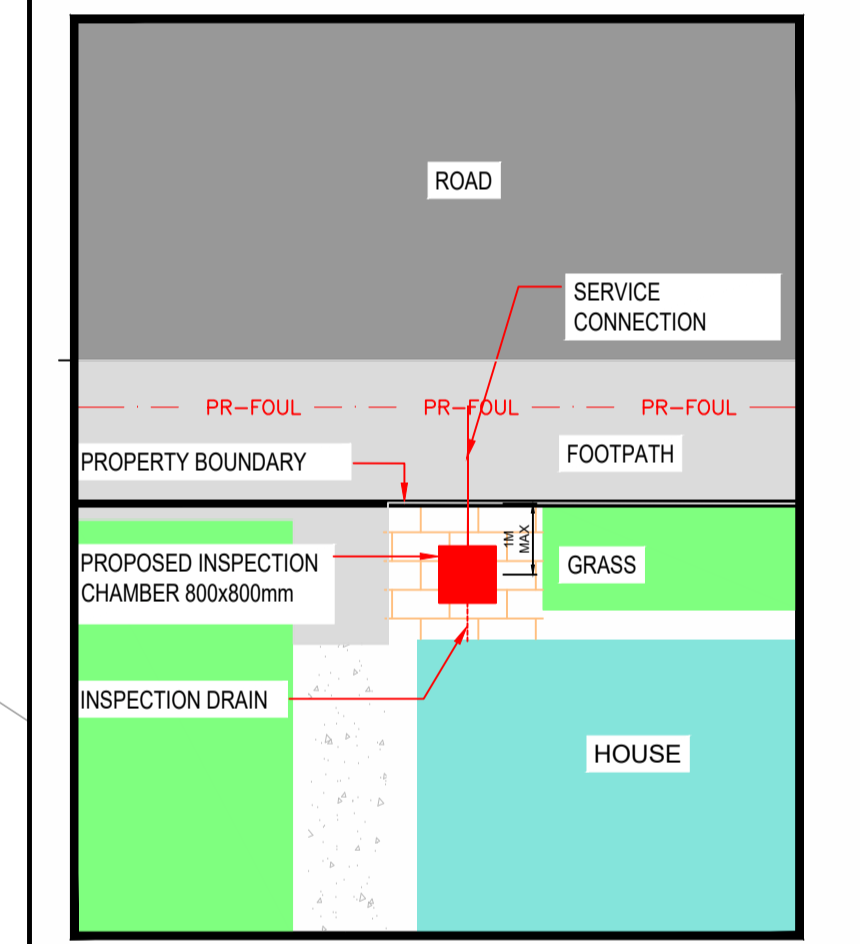 ROAD
SERVICE
CONNECTION
PR-FOUL PR-FOUL PR-FOUL
PROPERTY BOUNDARY
FOOTPATH
1M
MAX
PROPOSED INSPECTION
CHAMBER 800x800mm
GRASS
INSPECTION DRAIN
HOUSE